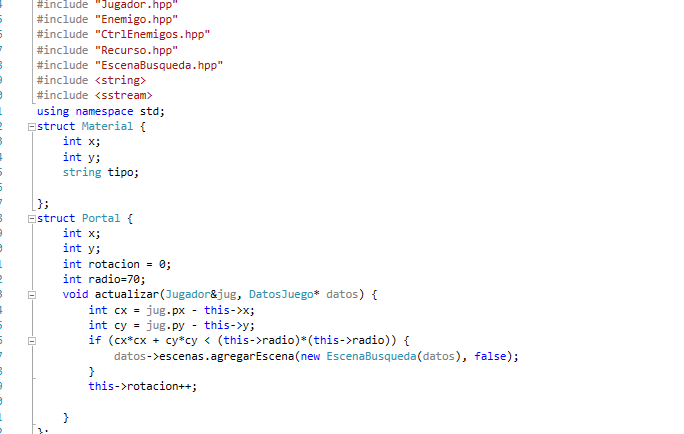 #include "Jugador.hpp"
#include "Enemigo.hpp"
#include "CtrlEnemigos.hpp"
#include "Recurso.hpp"
#include "EscenaBusqueda.hpp"
#include <string>
#include <sstream>
using namespace std;
struct Material {
int x;
int y;
string tipo;
};
struct Portal {
int x;
int y;
int rotacion = 0;
int radio=70;
void actualizar(Jugador&jug, DatosJuego* datos) {
int cx = jug.px - this->x;
int cy = jug.py - this->y;
if (cx*cx + cy*cy < (this->radio)*(this->radio)) {
datos->escenas.agregarEscena(new EscenaBusqueda(datos), false);
}
this->rotacion++;
}
};